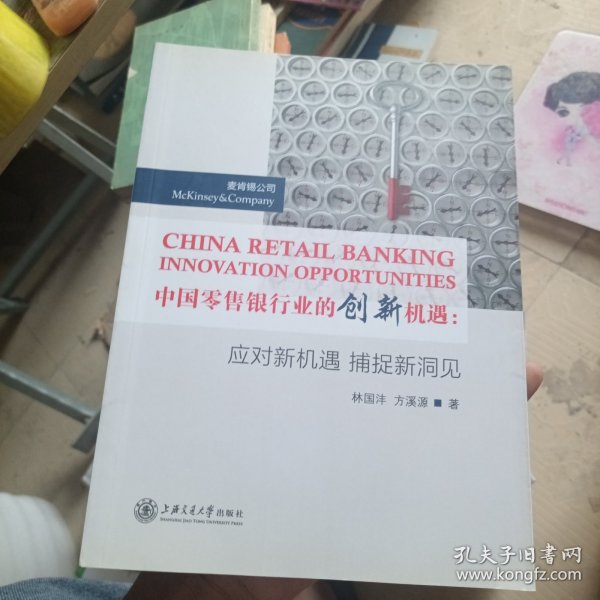 麦肯锡公司
McKinsey&Company
CHINA RETAIL BANKING
INNOVATION OPPORTUNITIES
中国零售银行业的创新机遇：
应对新机遇 捕捉新洞见
林国沣 方溪源 ■ 著
上海交通大学出版社
SHANGHAI JIAO TONG UNIVERSITY PRESS
孔夫子旧书网
www.kongfz.com